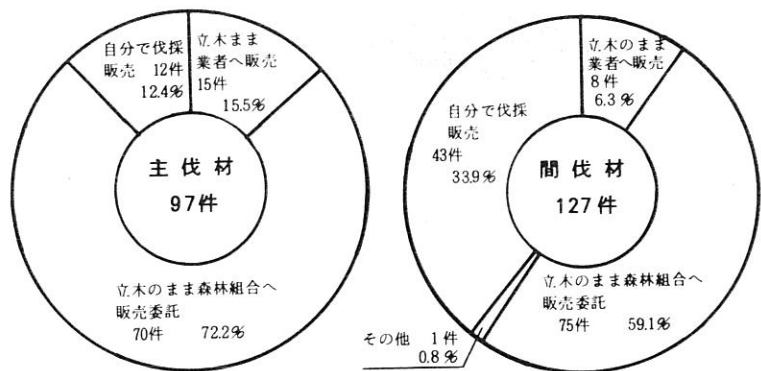 自分で伐採
販売 12件
12.4%
立木まま
業者へ販売
15件
15.5%
主伐材
97件
立木のまま森林組合へ
販売委託
70件 72.2%
立木のまま
業者へ販売
8件
6.3%
自分で伐採
販売
43件
33.9%
間伐材
127件
立木のまま森林組合へ
販売委託
75件 59.1%
その他 1件
0.8%